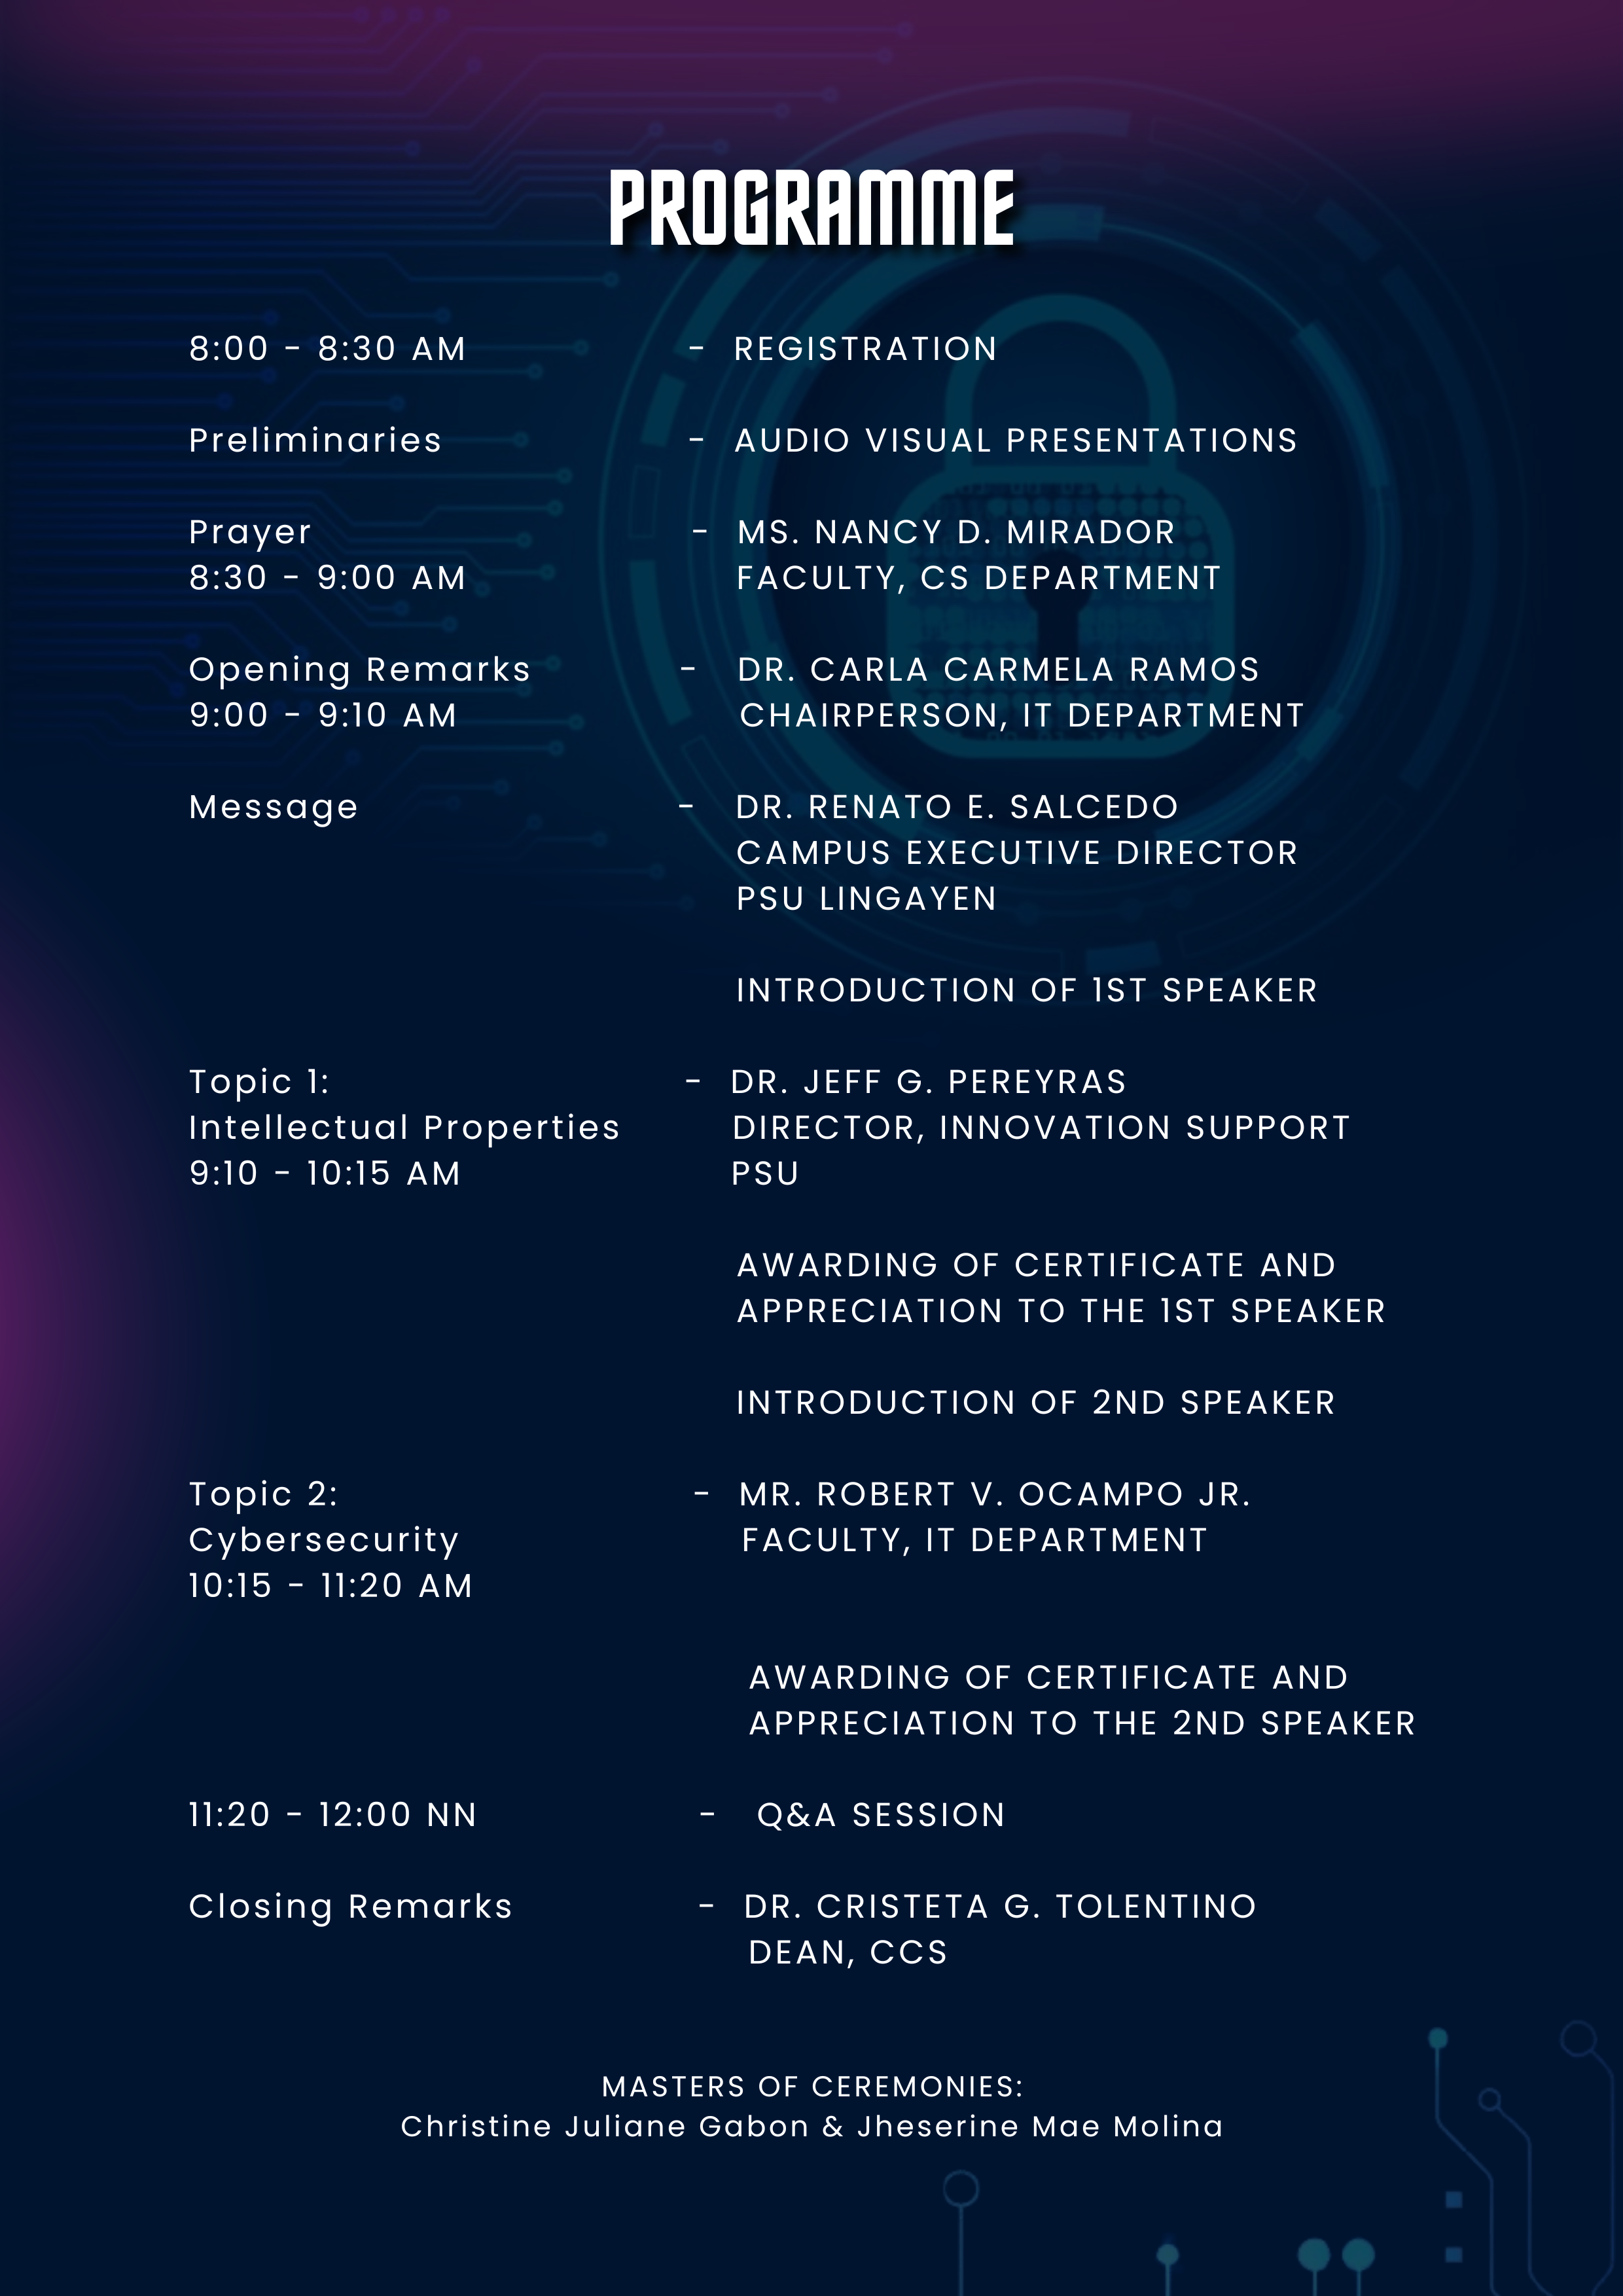 PROGRAMME
8:00 - 8:30 AM - REGISTRATION
Preliminaries - AUDIO VISUAL PRESENTATIONS
Prayer - MS. NANCY D. MIRADOR
8:30 - 9:00 AM FACULTY, CS DEPARTMENT
Opening Remarks - DR. CARLA CARMELA RAMOS
9:00 - 9:10 AM CHAIRPERSON, IT DEPARTMENT
Message - DR. RENATO E. SALCEDO
CAMPUS EXECUTIVE DIRECTOR
PSU LINGAYEN
INTRODUCTION OF 1ST SPEAKER
Topic 1: - DR. JEFF G. PEREYRAS
Intellectual Properties DIRECTOR, INNOVATION SUPPORT
9:10 - 10:15 AM PSU
AWARDING OF CERTIFICATE AND
APPRECIATION TO THE 1ST SPEAKER
INTRODUCTION OF 2ND SPEAKER
Topic 2: - MR. ROBERT V. OCAMPO JR.
Cybersecurity FACULTY, IT DEPARTMENT
10:15 - 11:20 AM
AWARDING OF CERTIFICATE AND
APPRECIATION TO THE 2ND SPEAKER
11:20 - 12:00 NN - Q&A SESSION
Closing Remarks - DR. CRISTETA G. TOLENTINO
DEAN, CCS
MASTERS OF CEREMONIES:
Christine Juliane Gabon & Jheserine Mae Molina